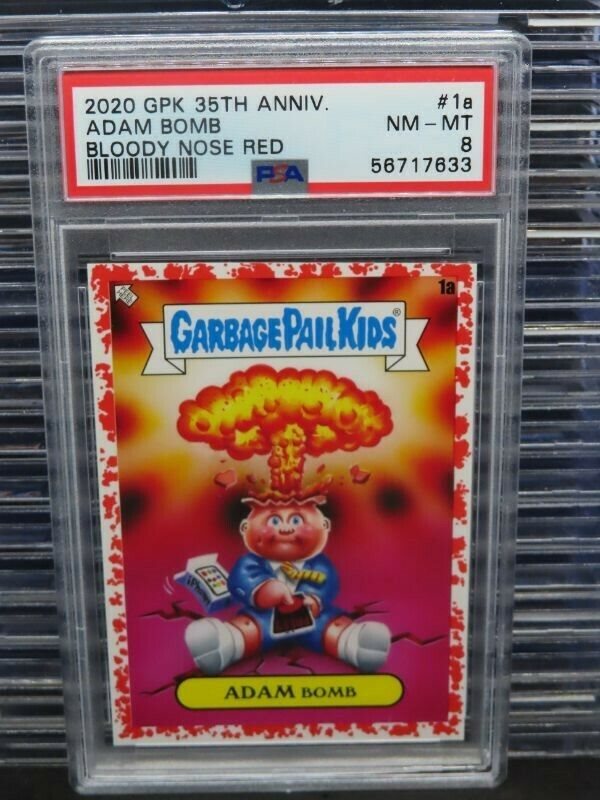 2020 GPK 35TH ANNIV. #1a
ADAM BOMB NM-MT
BLOODY NOSE RED 8
PSA 56717633
1a
GARBAGE PAIL KIDS®
ADAM BOMB